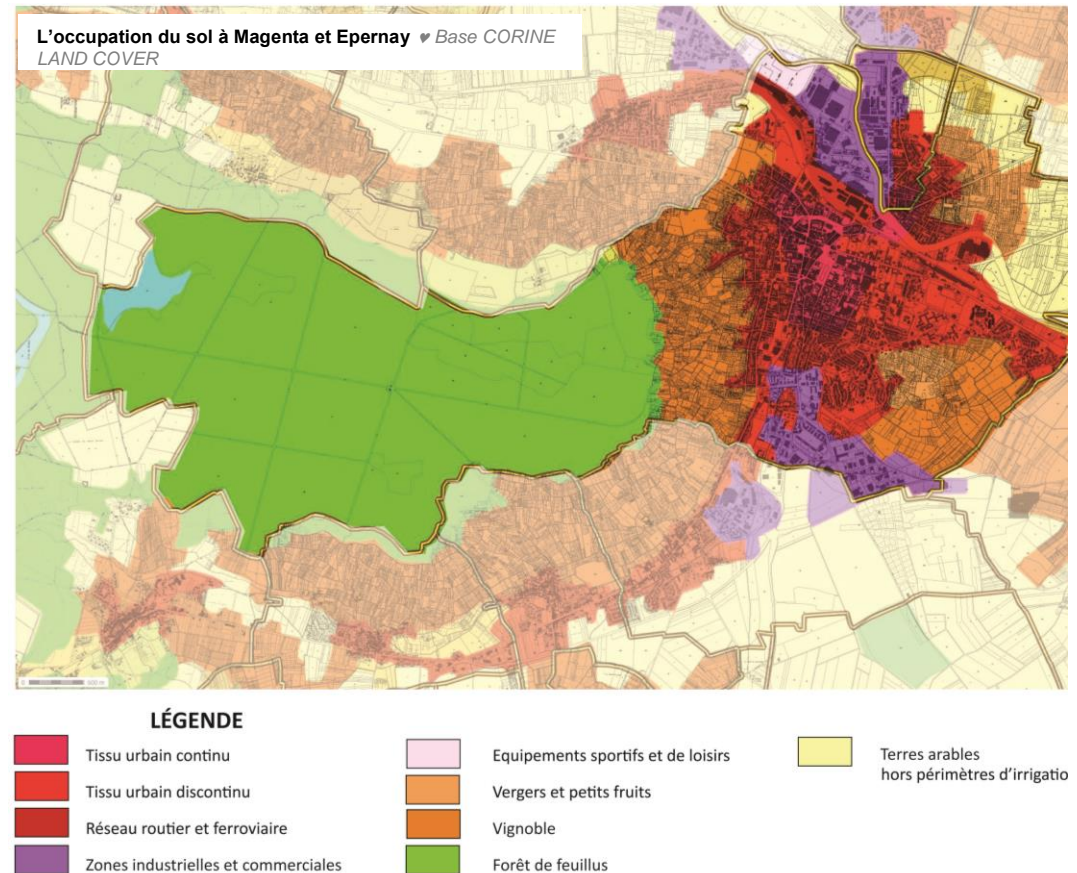 L'occupation du sol à Magenta et Epernay ♥ Base CORINE
LAND COVER
0 500 m
LÉGENDE
Tissu urbain continu
Tissu urbain discontinu
Réseau routier et ferroviaire
Zones industrielles et commerciales
Equipements sportifs et de loisirs
Vergers et petits fruits
Vignoble
Forêt de feuillus
Terres arables
hors périmètres d'irrigatio